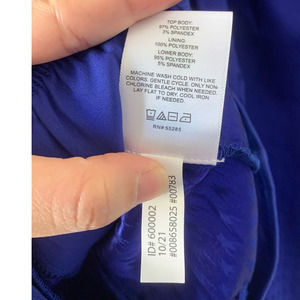 TOP BODY:
97% POLYESTER
3% SPANDEX
LINING:
100% POLYESTER
LOWER BODY:
95% POLYESTER
5% SPANDEX
MACHINE WASH COLD WITH LIKE
COLORS. GENTLE CYCLE. ONLY NON-
CHLORINE BLEACH WHEN NEEDED.
LAY FLAT TO DRY. COOL IRON
IF NEEDED.
RN# 55285
ID# 600002
10/21
#008658025 #00783